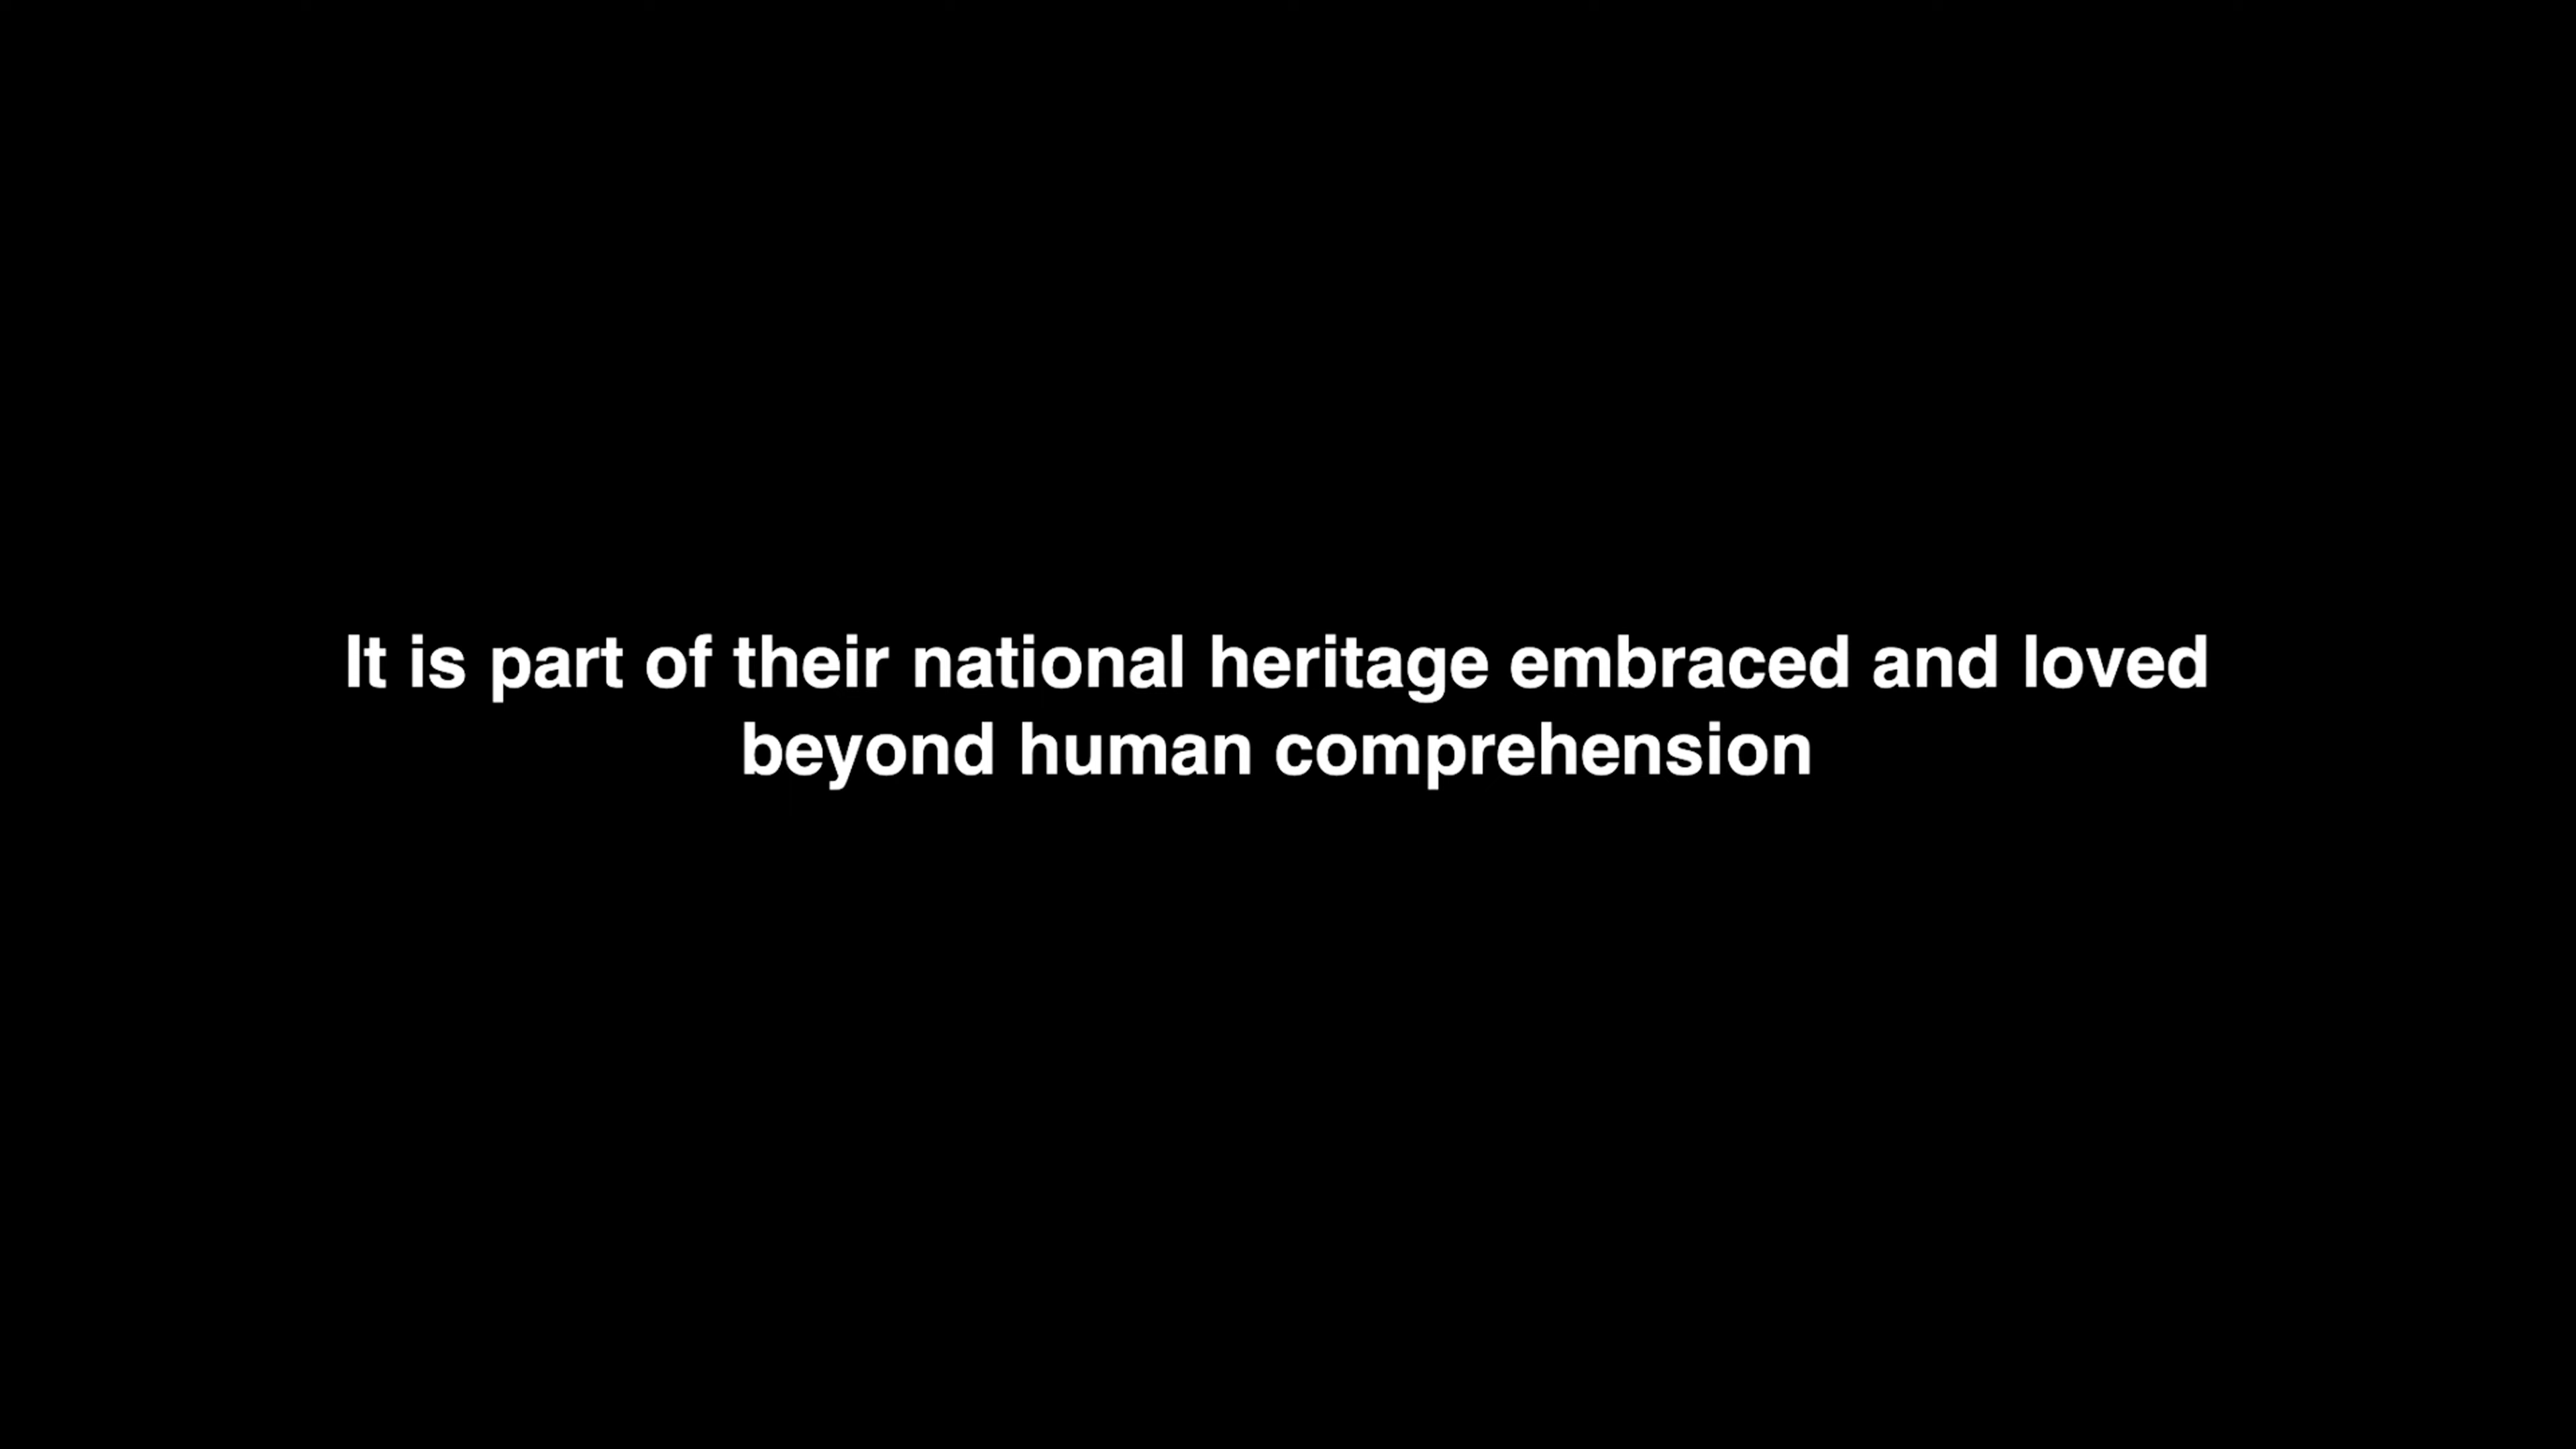 It is part of their national heritage embraced and loved
beyond human comprehension